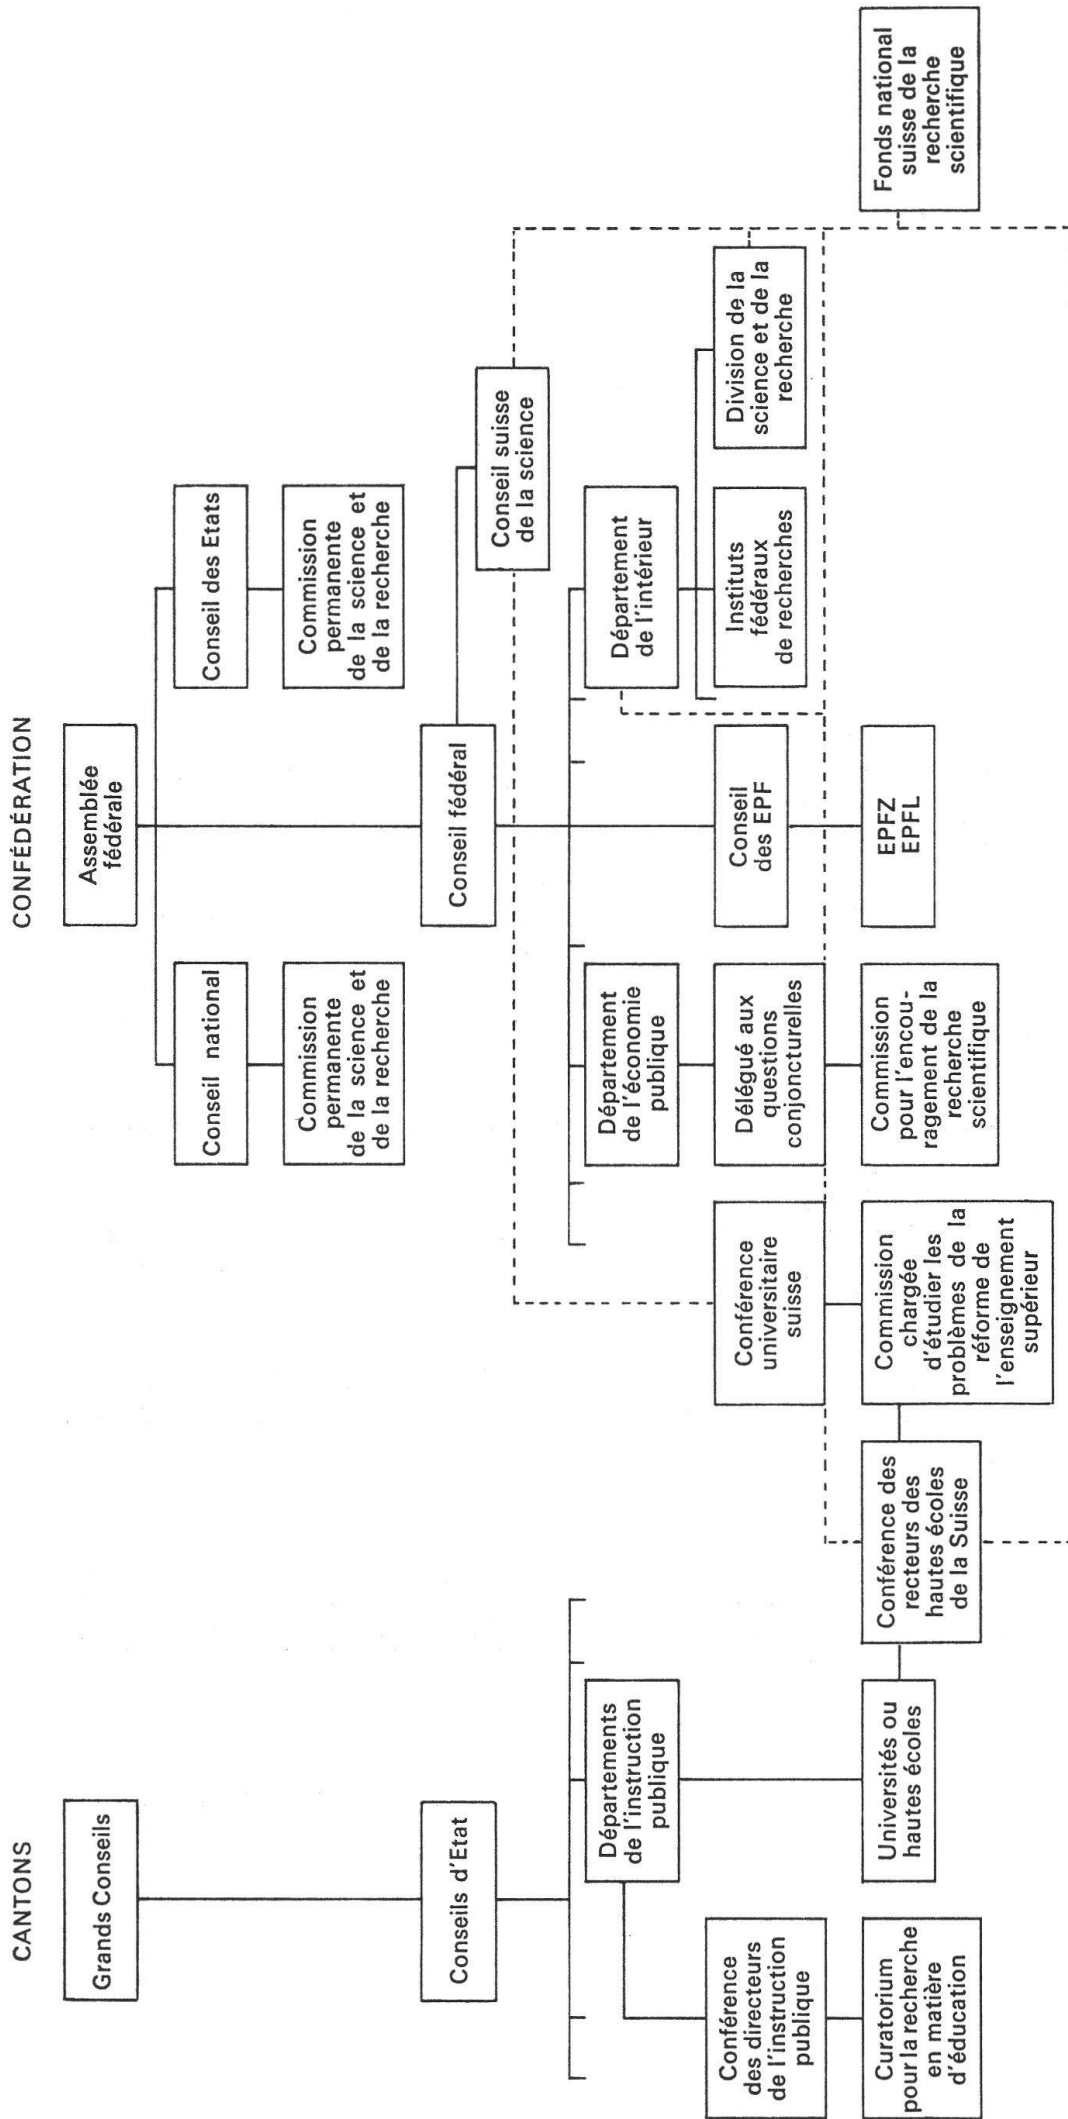 CANTONS
CONFÉDÉRATION
Grands Conseils
Assemblée
fédérale
Conseil national
Conseil des Etats
Commission
permanente
de la science et
de la recherche
Commission
permanente
de la science et
de la recherche
Conseils d'Etat
Conseil fédéral
Conseil suisse
de la science
Départements
de l'instruction
publique
Département
de l'économie
publique
Département
de l'intérieur
Conférence
des directeurs
de l'instruction
publique
Conférence
universitaire
suisse
Délégué aux
questions
conjoncturelles
Conseil
des EPF
Instituts
fédéraux
de recherches
Division de la
science et de la
recherche
Curatorium
pour la recherche
en matière
d'éducation
Universités ou
hautes écoles
Conférence des
recteurs des
hautes écoles
de la Suisse
Commission
chargée
d'étudier les
problèmes de la
réforme de
l'enseignement
supérieur
Commission
pour l'encou-
ragement de la
recherche
scientifique
EPFZ
EPFL
Fonds national
suisse de la
recherche
scientifique